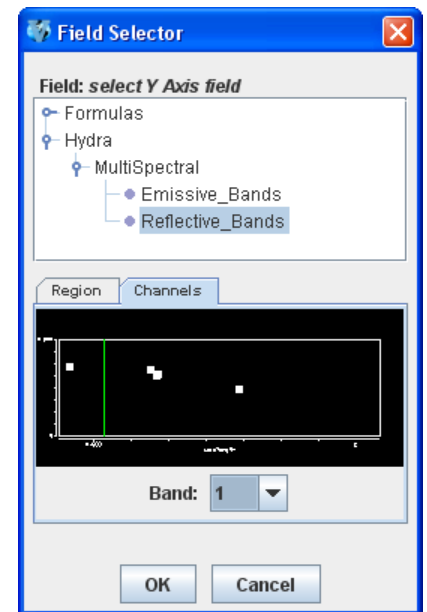 Field Selector
Field: select Y Axis field
Formulas
Hydra
MultiSpectral
Emissive_Bands
Reflective_Bands
Region Channels
Band: 1
OK Cancel